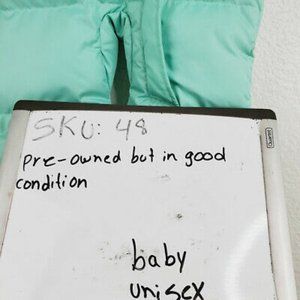 SKU: 48
pre-owned but in good
condition
baby
unisex